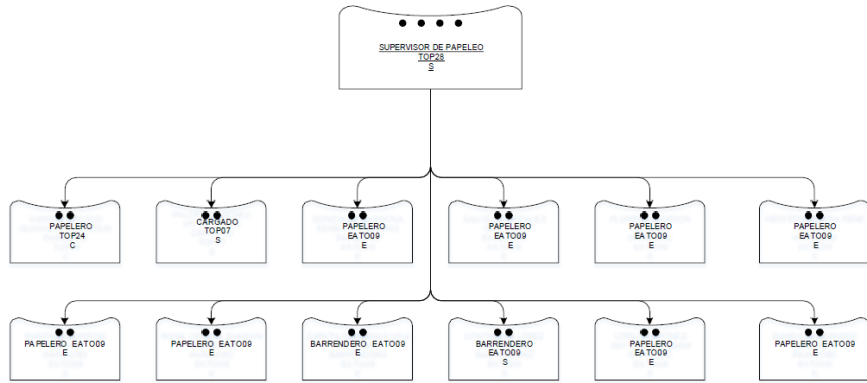 SUPERVISOR DE PAPELEO
TOP28
S
PAPELERO
TOP24
C
CARGADO
TOP07
S
PAPELERO
EATO09
E
PAPELERO
EATO09
E
PAPELERO
EATO09
E
PAPELERO
EATO09
E
PAPELERO EATO09
E
PAPELERO EATO09
E
BARRENDERO EATO09
E
BARRENDERO
EATO09
S
PAPELERO
EATO09
E
PAPELERO EATO09
E